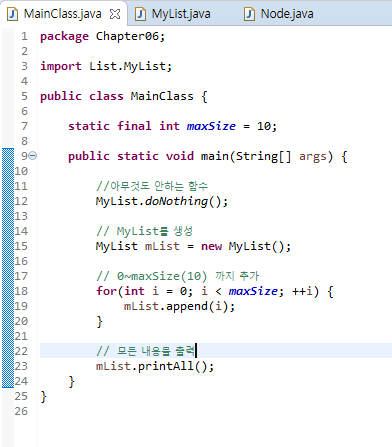 MainClass.java MyList.java Node.java
1 package Chapter06;
2
3 import List.MyList;
4
5 public class MainClass {
6
7 static final int maxSize = 10;
8
9 public static void main(String[] args) {
10
11 //아무것도 안하는 함수
12 MyList.doNothing();
13
14 // MyList를 생성
15 MyList mList = new MyList();
16
17 // 0~maxSize(10) 까지 추가
18 for(int i = 0; i < maxSize; ++i) {
19 mList.append(i);
20 }
21
22 // 모든 내용을 출력
23 mList.printAll();
24 }
25 }
26